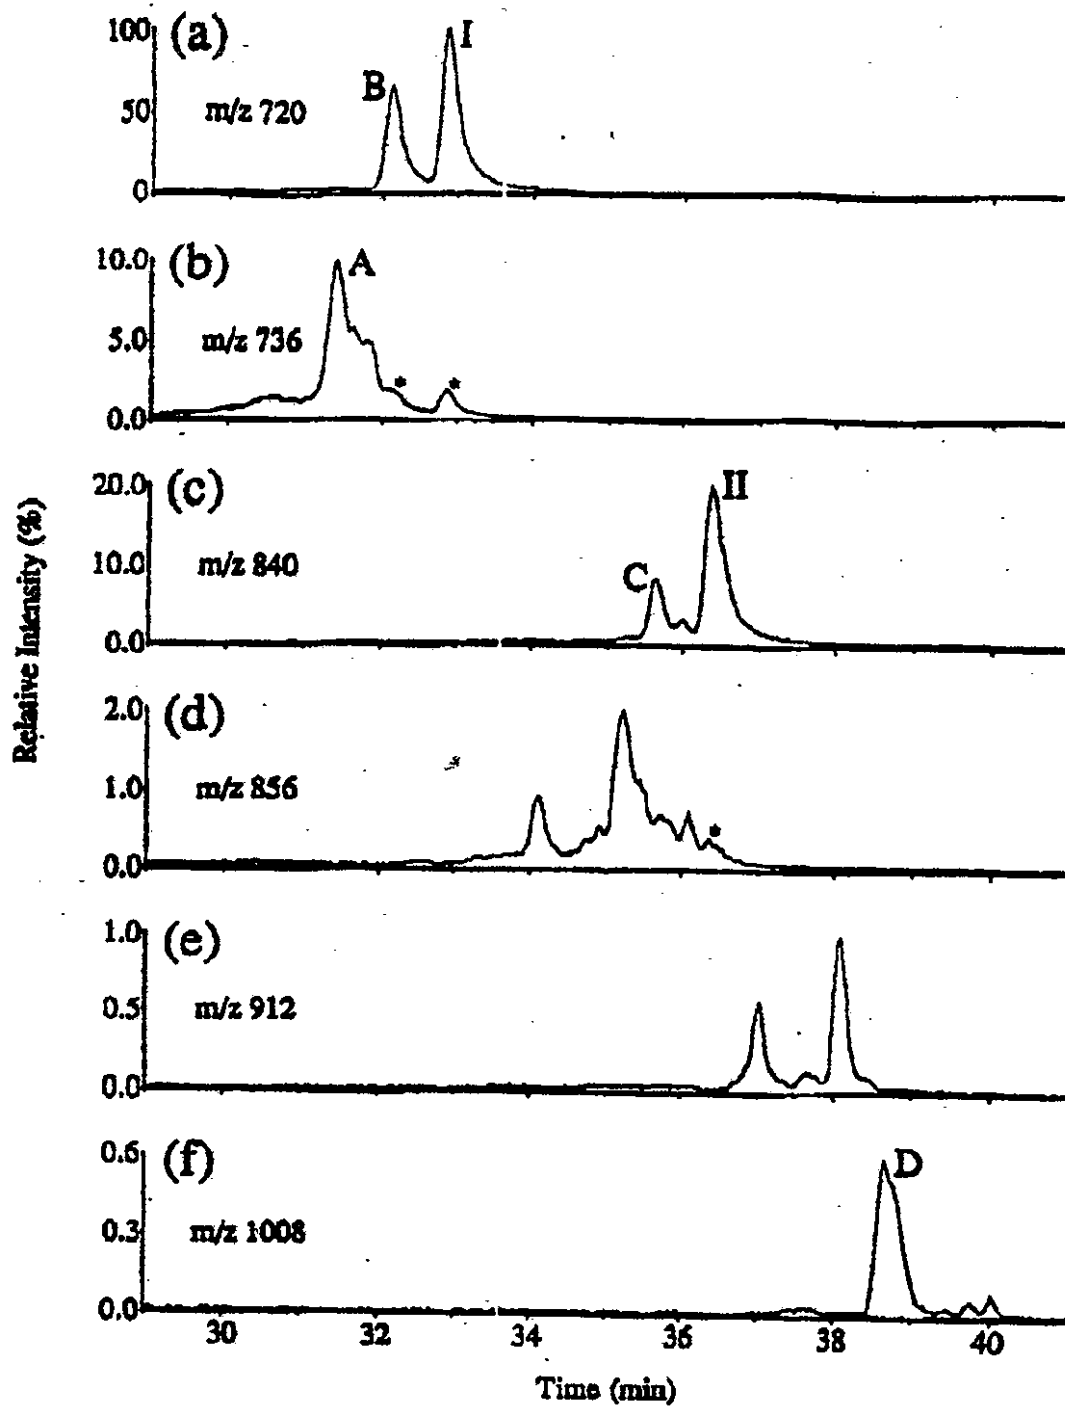 100 (a) I
B
50 m/z 720
0
10.0 (b) A
5.0 m/z 736
* *
0.0
20.0 (c) II
10.0 m/z 840 C
0.0
2.0 (d)
1.0 m/z 856
*
0.0
1.0 (e)
0.5 m/z 912
0.0
0.6 (f) D
0.3 m/z 1008
0.0
30 32 34 36 38 40
Time (min)
Relative Intensity (%)